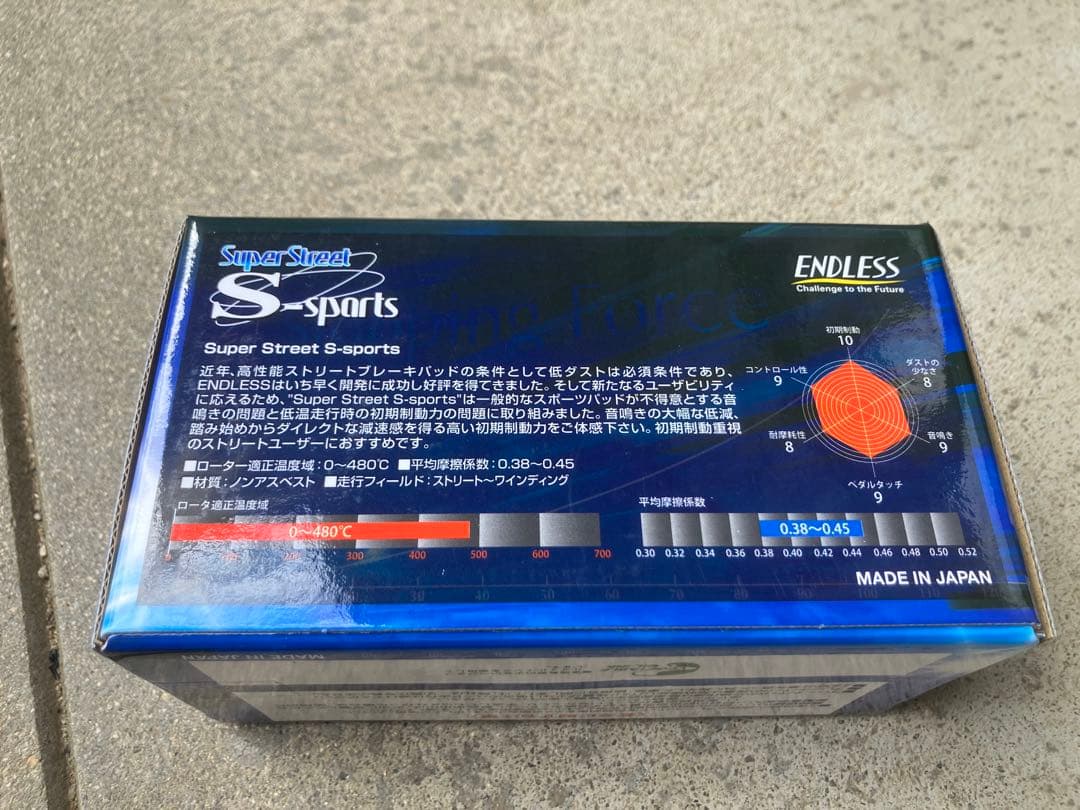 Super Street
S-sports
ENDLESS
Challenge to the Future
Super Street S-sports
近年、高性能ストリートブレーキパッドの条件として低ダストは必須条件であり、
ENDLESSはいち早く開発に成功し好評を得てきました。そして新たなるユーザビリティ
に応えるため、"Super Street S-sports"は一般的なスポーツパッドが不得意とする音
鳴きの問題と低温走行時の初期制動力の問題に取り組みました。音鳴きの大幅な低減、
踏み始めからダイレクトな減速感を得る高い初期制動力をご体感下さい。初期制動重視
のストリートユーザーにおすすめです。
■ローター適正温度域：0～480℃ ■平均摩擦係数：0.38～0.45
■材質：ノンアスベスト ■走行フィールド：ストリート～ワインディング
初期制動
10
ダストの
少なさ
8
音鳴き
9
ペダルタッチ
9
耐摩耗性
8
コントロール性
9
ロータ適正温度域
0～480℃
0 100 200 300 400 500 600 700
平均摩擦係数
0.38～0.45
0.30 0.32 0.34 0.36 0.38 0.40 0.42 0.44 0.46 0.48 0.50 0.52
MADE IN JAPAN
MADE IN JAPAN